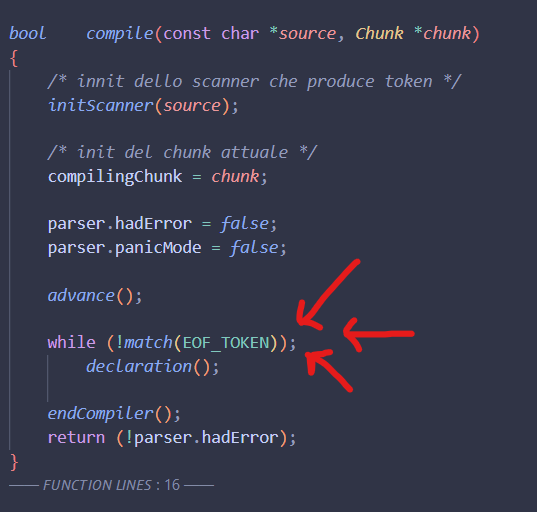 bool    compile(const char *source, Chunk *chunk)
{
    /* innit dello scanner che produce token */
    initScanner(source);
    /* init del chunk attuale */
    compilingChunk = chunk;
    parser.hadError = false;
    parser.panicMode = false;
    advance();
    while (!match(EOF_TOKEN));
        declaration();
    endCompiler();
    return (!parser.hadError);
}
FUNCTION LINES : 16